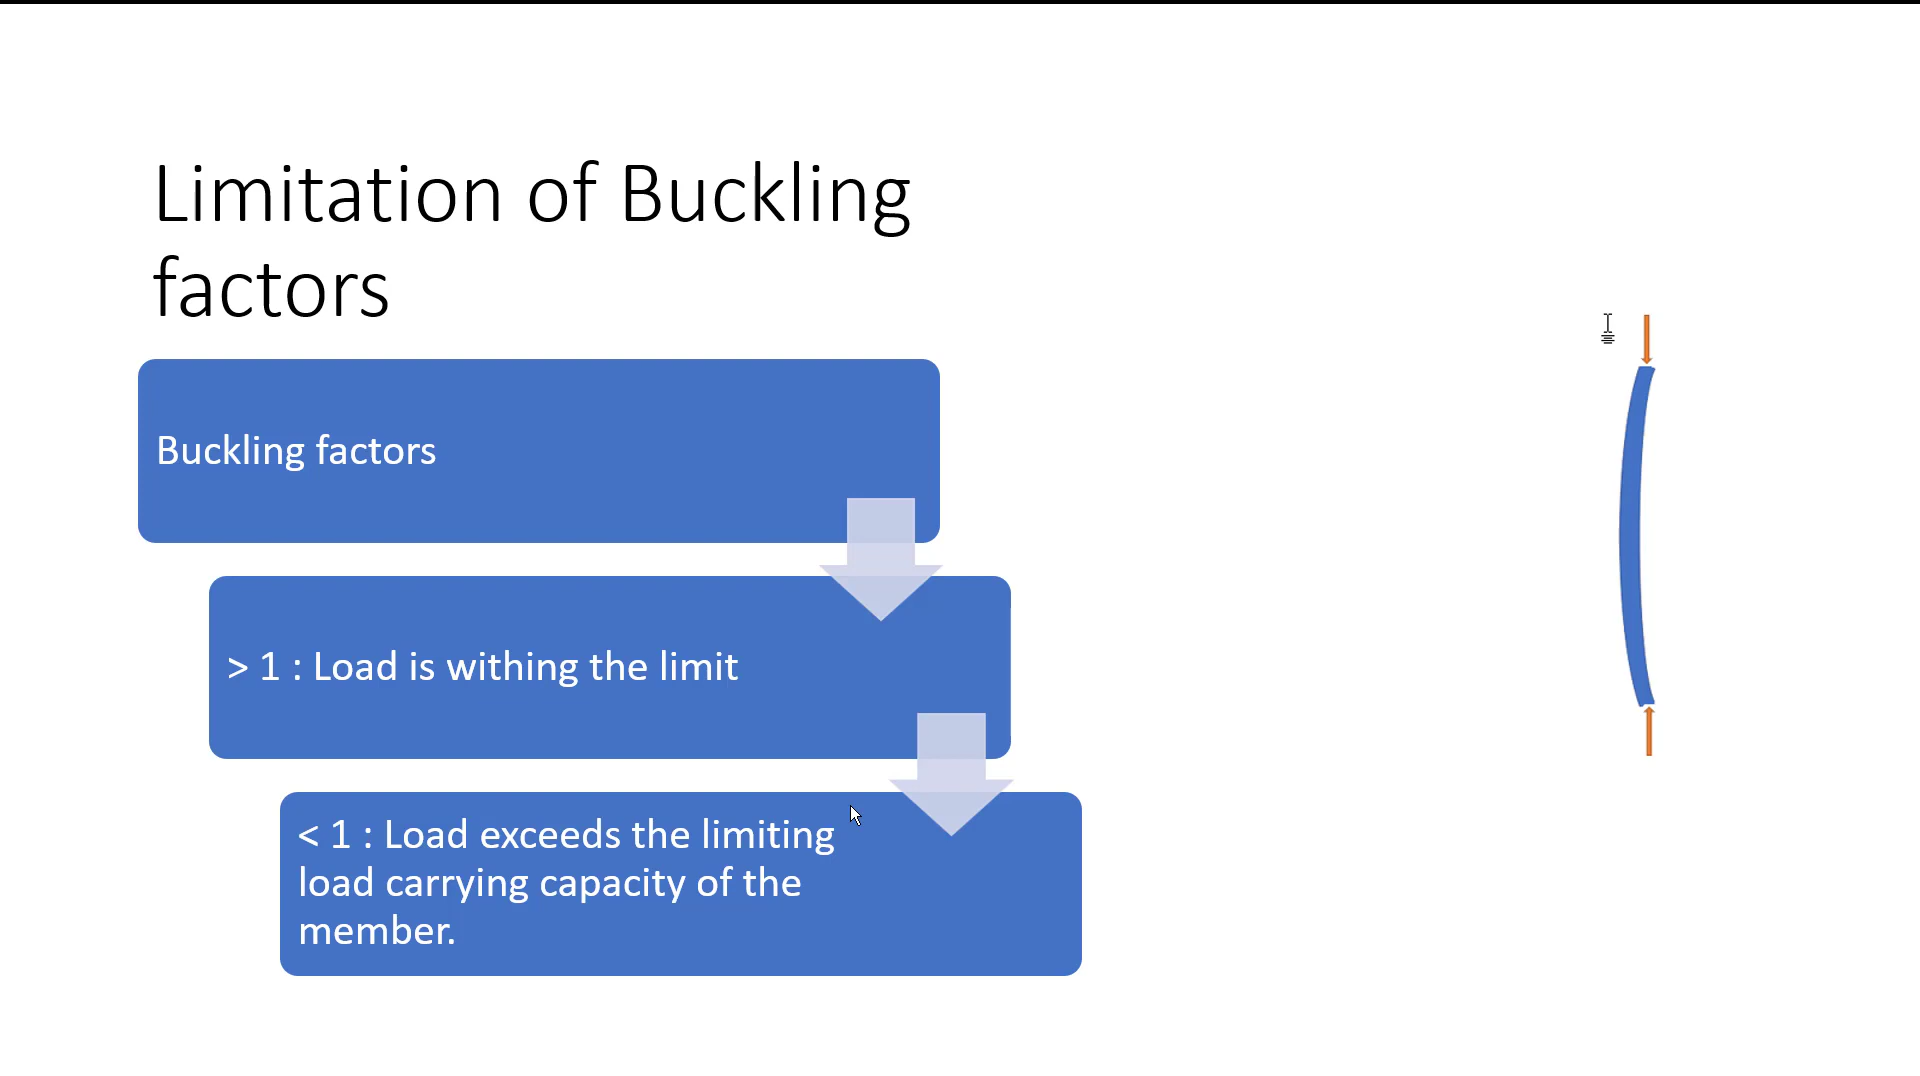 Limitation of Buckling
factors
Buckling factors
> 1 : Load is withing the limit
< 1 : Load exceeds the limiting
load carrying capacity of the
member.